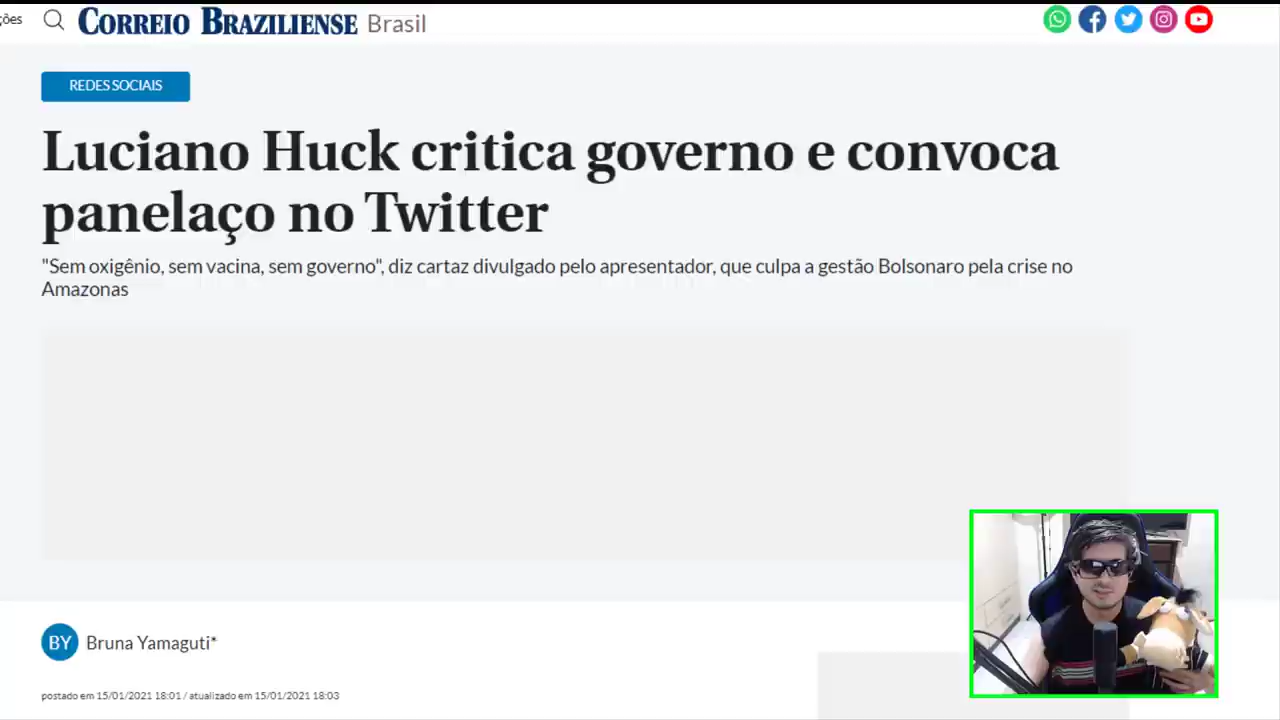 ções CORREIO BRAZILIENSE Brasil
REDES SOCIAIS
Luciano Huck critica governo e convoca
panelaço no Twitter
"Sem oxigênio, sem vacina, sem governo", diz cartaz divulgado pelo apresentador, que culpa a gestão Bolsonaro pela crise no
Amazonas
BY Bruna Yamaguti*
postado em 15/01/2021 18:01 / atualizado em 15/01/2021 18:03